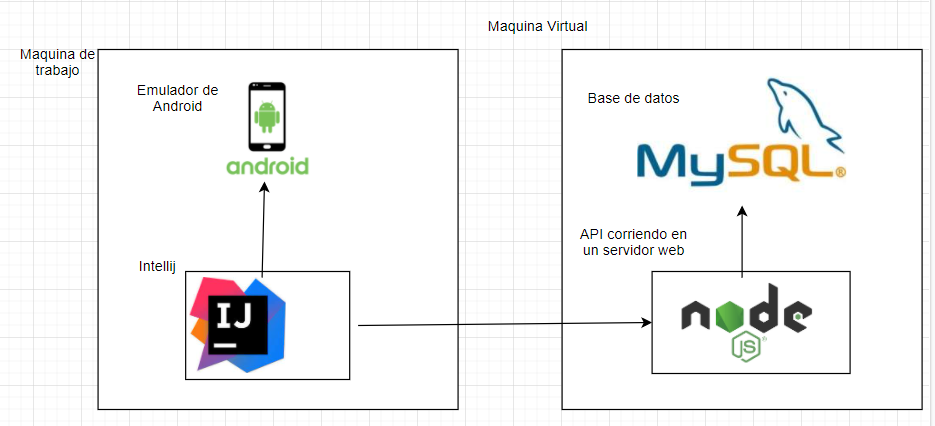 Maquina Virtual
Maquina de
trabajo
Emulador de
Android
android
Intellij
IJ
Base de datos
MySQL®
API corriendo en
un servidor web
node
JS